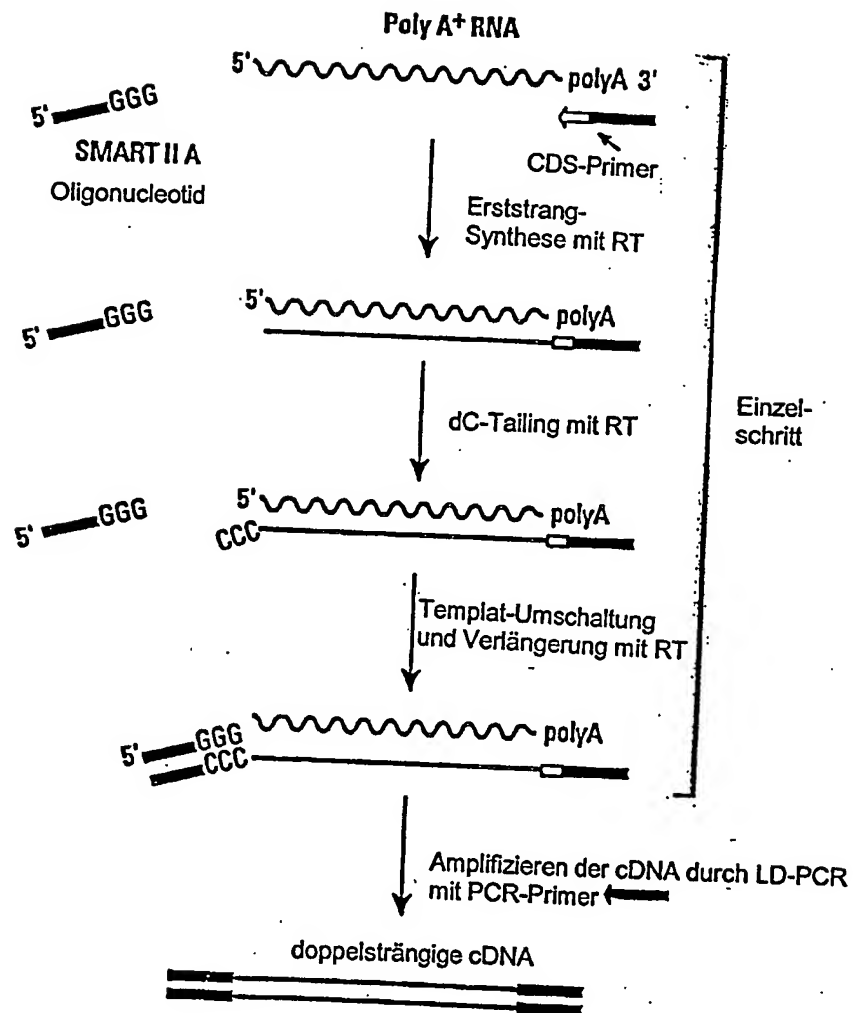 Poly A+ RNA
5' polyA 3'
5' GGG
SMART II A
Oligonucleotid
CDS-Primer
Erststrang-
Synthese mit RT
5' polyA
5' GGG
dC-Tailing mit RT
Einzel-
schritt
5' polyA
5' GGG
CCC
Templat-Umschaltung
und Verlängerung mit RT
5' GGG polyA
CCC
Amplifizieren der cDNA durch LD-PCR
mit PCR-Primer
doppelsträngige cDNA